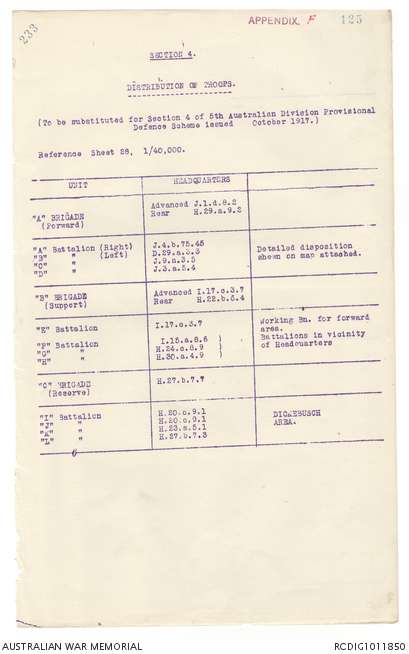 233
APPENDIX. F 125
SECTION 4.
DISTRIBUTION OF TROOPS.
(To be substituted for Section 4 of 5th Australian Division Provisional
Defence Scheme issued October 1917.)
Reference Sheet 28, 1/40,000.
UNIT HEADQUARTERS
"A" BRIGADE Advanced J.1.d.8.2
(Forward) Rear H.29.a.9.2
"A" Battalion (Right) J.4.b.75.45 Detailed disposition
"B" " (Left) D.29.a.3.3 shewn on map attached.
"C" " J.9.a.3.5
"D" " J.3.a.5.4
"B" BRIGADE Advanced I.17.c.3.7
(Support) Rear H.22.b.8.4
"E" Battalion I.17.c.3.7 Working Bn. for forward
area.
"F" Battalion I.15.a.8.6 ) Battalions in vicinity
"G" " H.24.c.8.9 ) of Headquarters
"H" " H.30.a.4.9 )
"C" BRIGADE H.27.b.7.7
(Reserve)
"I" Battalion H.20.c.9.1 DICKEBUSCH
"J" " H.20.c.9.1 AREA.
"K" " H.23.a.5.1
"L" " H.27.b.7.3
AUSTRALIAN WAR MEMORIAL RCDIG1011850